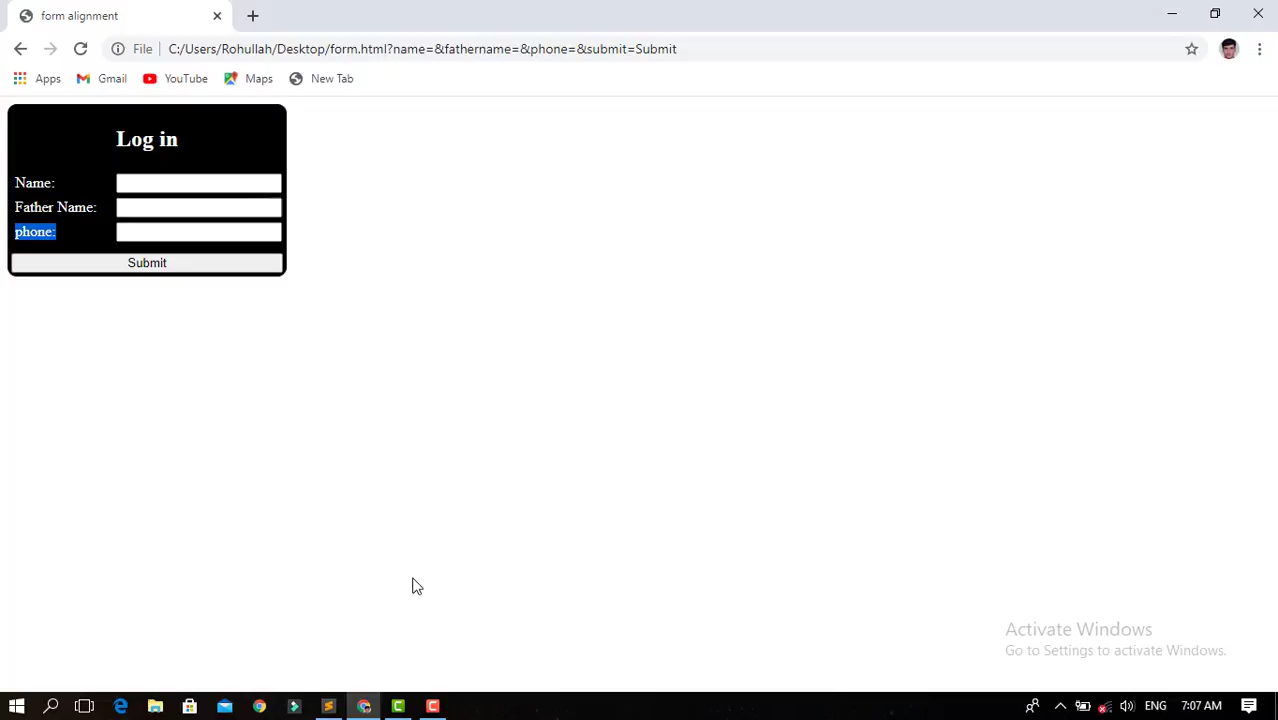 form alignment
File C:/Users/Rohullah/Desktop/form.html?name=&fathername=&phone=&submit=Submit
Apps Gmail YouTube Maps New Tab
Log in
Name:
Father Name:
phone:
Submit
Activate Windows
Go to Settings to activate Windows.
ENG 7:07 AM